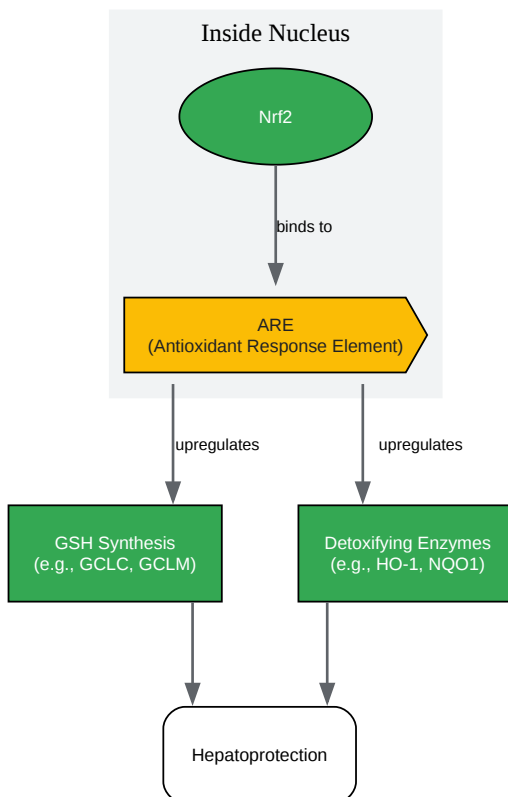 Inside Nucleus
Nrf2
binds to
ARE
(Antioxidant Response Element)
upregulates
upregulates
GSH Synthesis
(e.g., GCLC, GCLM)
Detoxifying Enzymes
(e.g., HO-1, NQO1)
Hepatoprotection